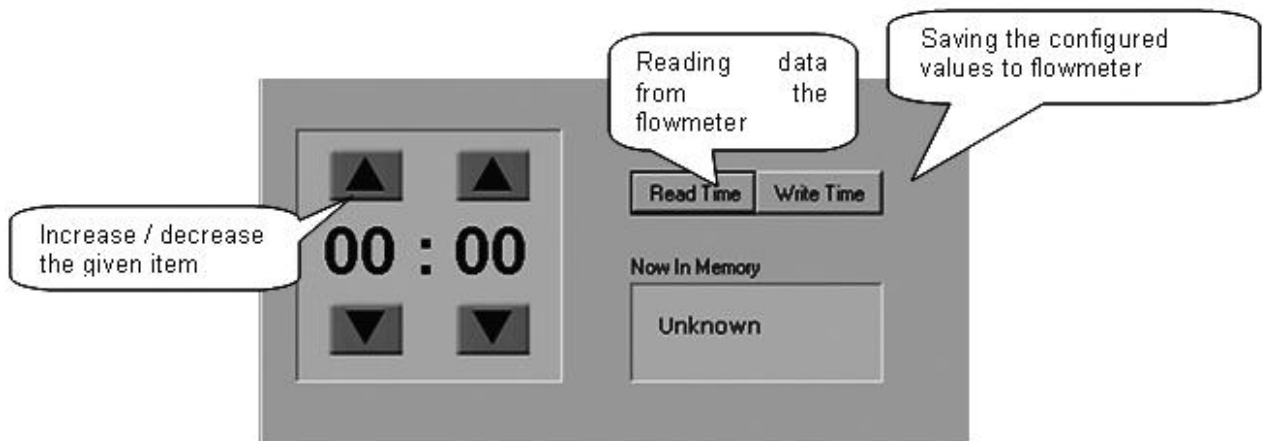 Saving the configured
values to flowmeter
Reading data
from the
flowmeter
Read Time Write Time
Increase / decrease
the given item
00 : 00
Now In Memory
Unknown